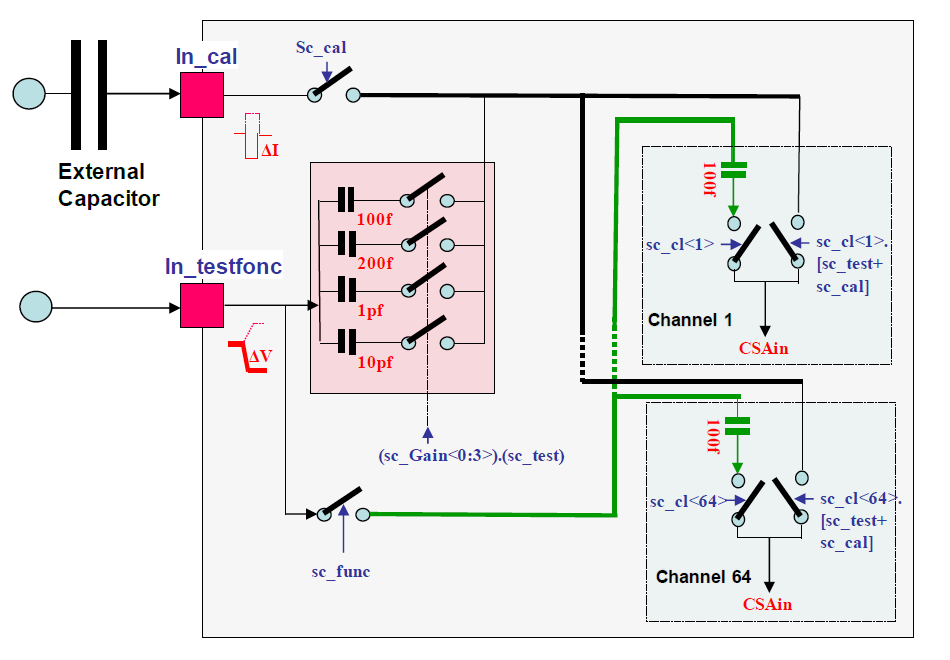 In_cal
Sc_cal
ΔI
External
Capacitor
100f
200f
1pf
10pf
In_testfonc
ΔV
(sc_Gain<0:3>).(sc_test)
sc_func
100f
sc_cl<1>
sc_cl<1>.
[sc_test+
sc_cal]
Channel 1
CSAin
100f
sc_cl<64>
sc_cl<64>.
[sc_test+
sc_cal]
Channel 64
CSAin